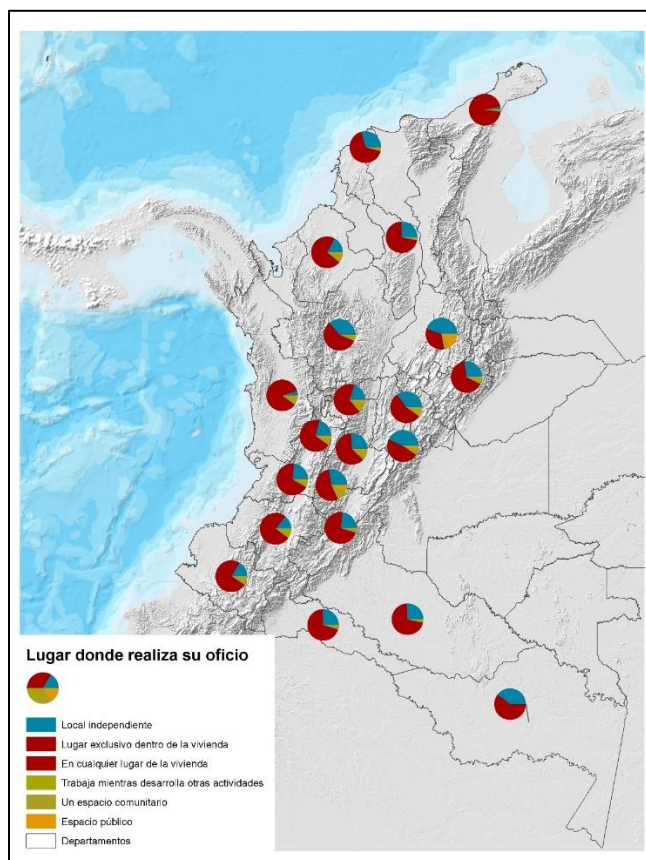 Lugar donde realiza su oficio
Local independiente
Lugar exclusivo dentro de la vivienda
En cualquier lugar de la vivienda
Trabaja mientras desarrolla otras actividades
Un espacio comunitario
Espacio público
Departamentos